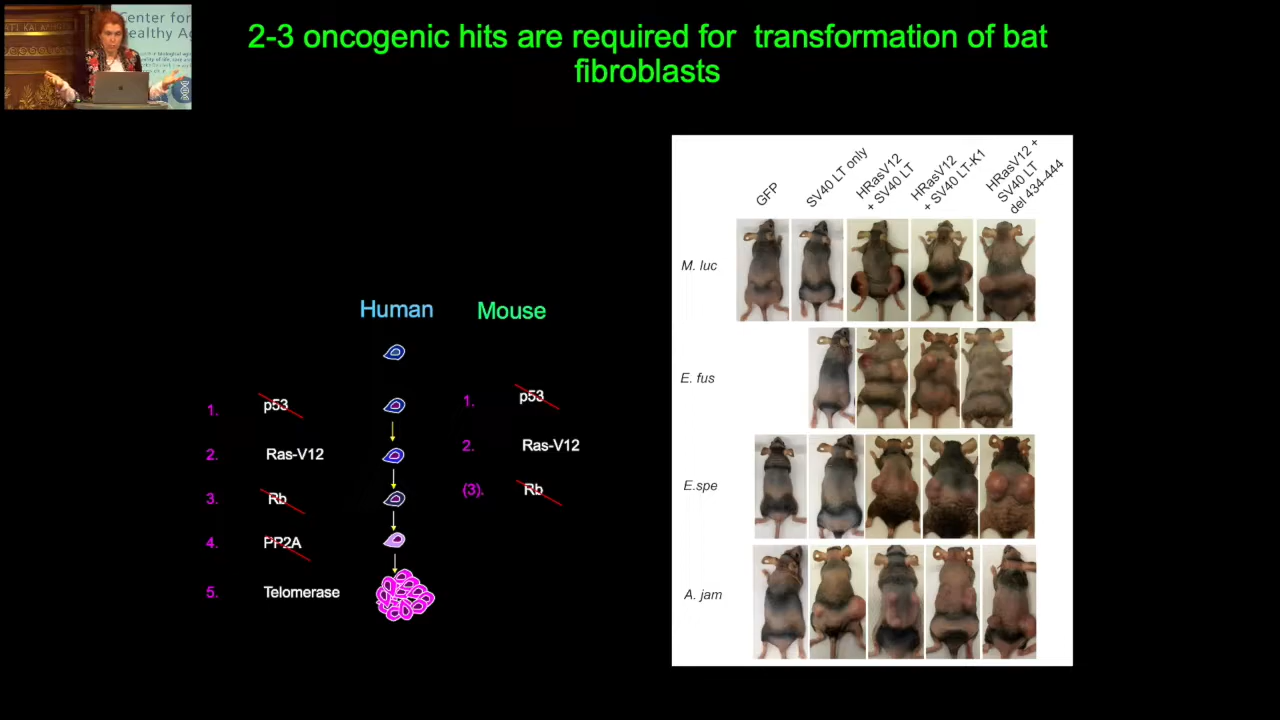 2-3 oncogenic hits are required for transformation of bat
fibroblasts
Center for
ealthy A
ATI KAL
GFP
SV40 LT only
HRasV12
+ SV40 LT
HRasV12
+ SV40 LT-K1
HRasV12 +
SV40 LT
del 434-444
M. luc
E. fus
E.spe
A. jam
Human
Mouse
1. p53
2. Ras-V12
3. Rb
4. PP2A
5. Telomerase
1. p53
2. Ras-V12
(3). Rb